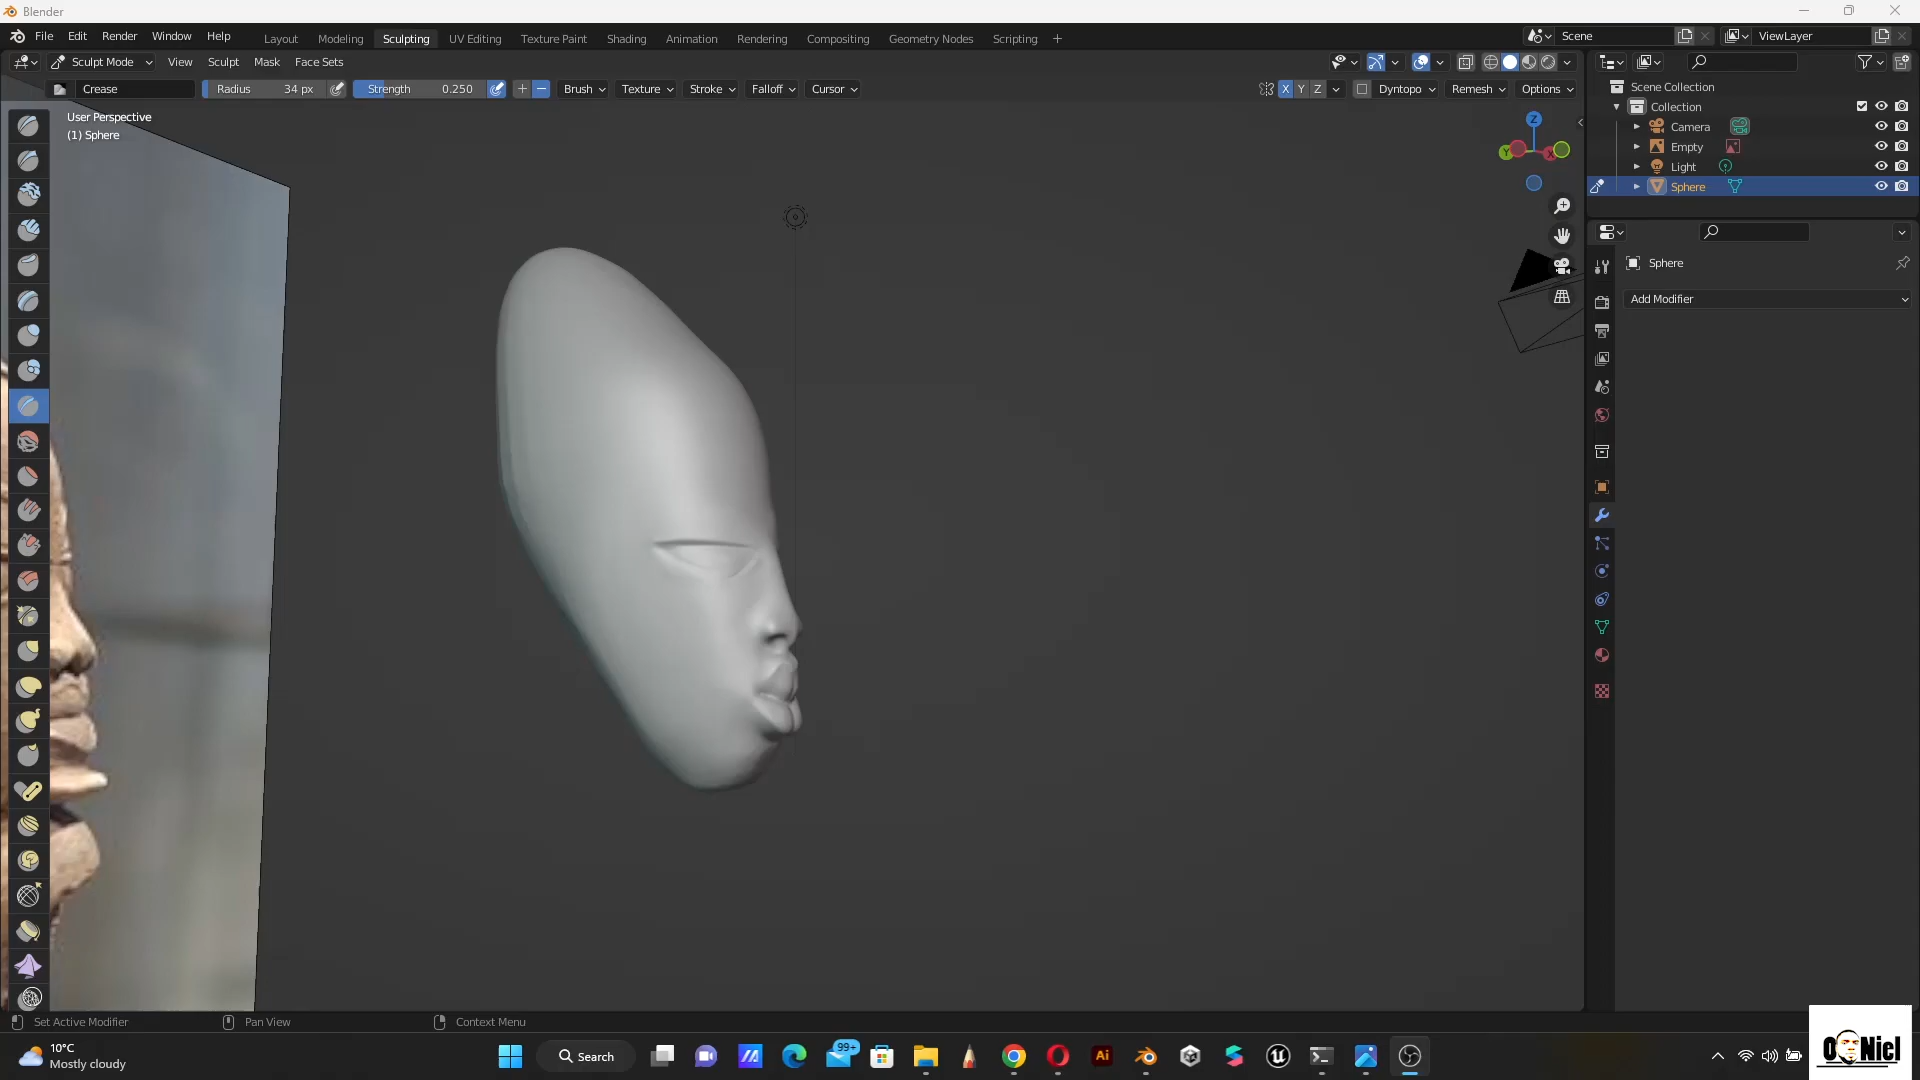 Blender
File Edit Render Window Help
Layout Modeling Sculpting UV Editing Texture Paint Shading Animation Rendering Compositing Geometry Nodes Scripting +
Scene
ViewLayer
Sculpt Mode View Sculpt Mask Face Sets
Crease Radius 34 px Strength 0.250 Brush Texture Stroke Falloff Cursor X Y Z Dyntopo Remesh Options
User Perspective
(1) Sphere
Z
Y
X
Scene Collection
Collection
Camera
Empty
Light
Sphere
Sphere
Add Modifier
Set Active Modifier Pan View Context Menu
10°C
Mostly cloudy
Search
99+
Ai
O Niel